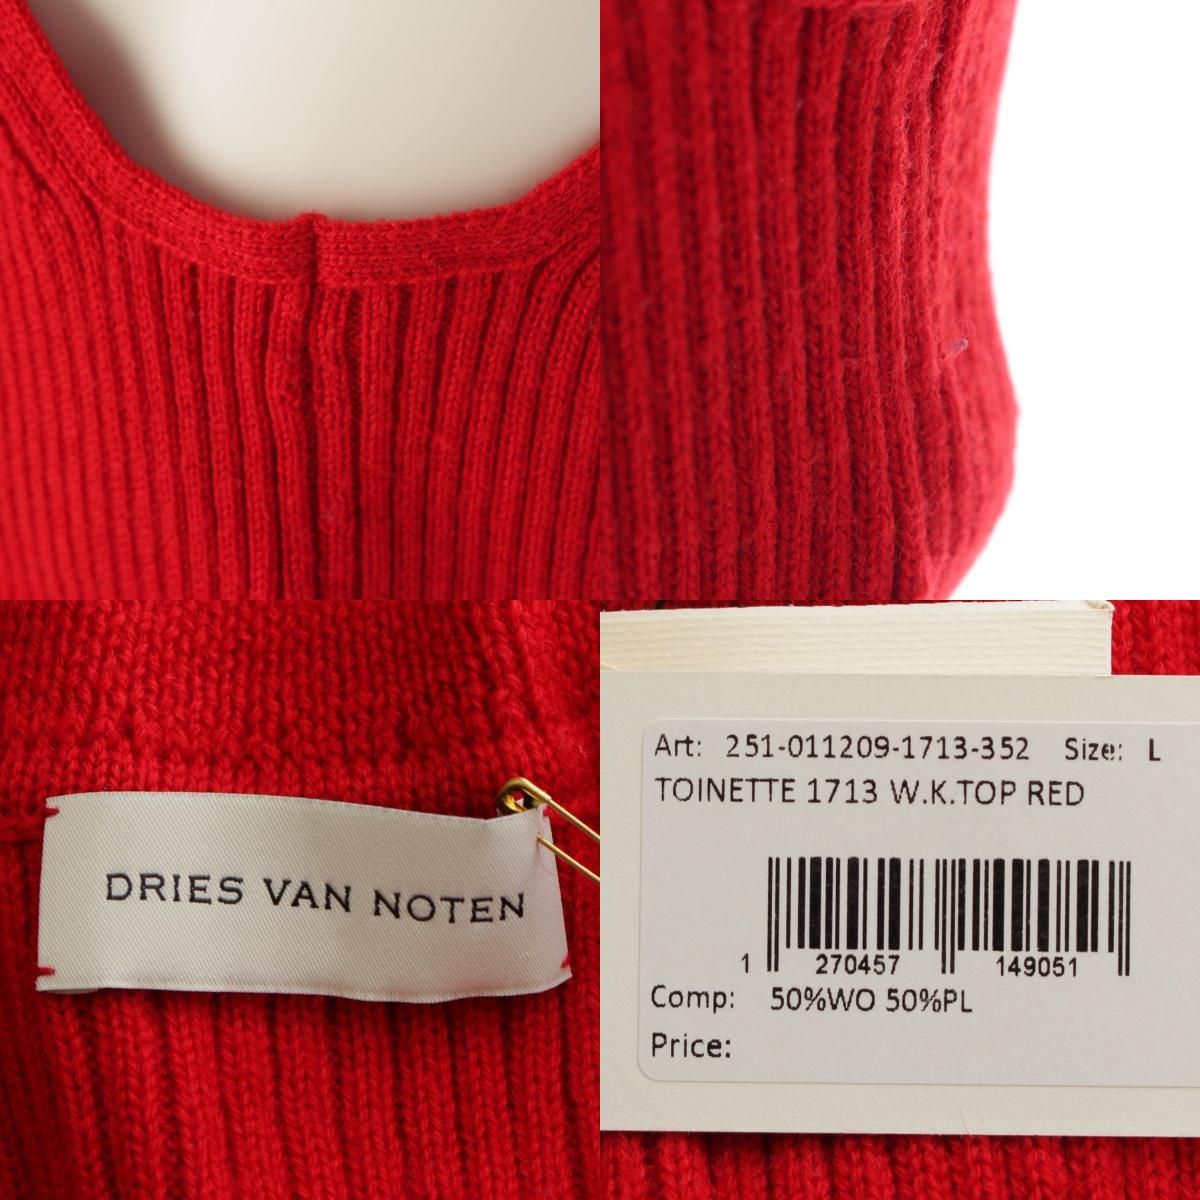 DRIES VAN NOTEN
Art: 251-011209-1713-352 Size: L
TOINETTE 1713 W.K.TOP RED
1 270457 149051
Comp: 50%WO 50%PL
Price: